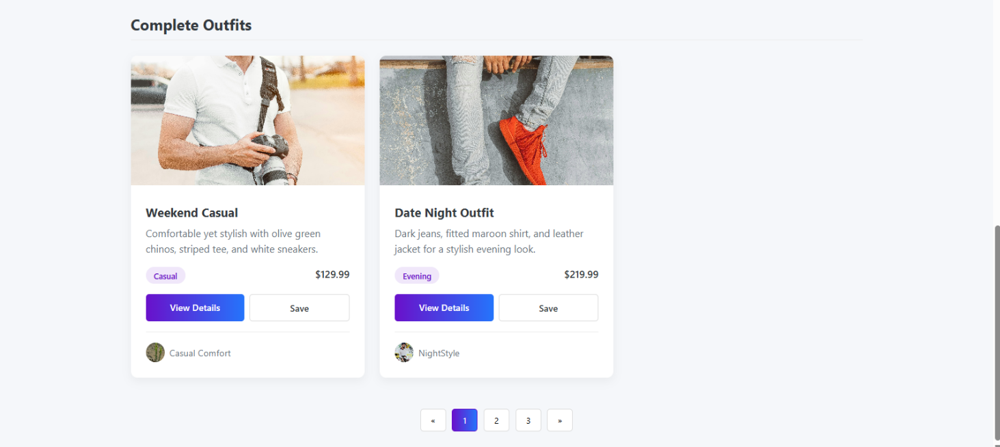 Complete Outfits
Weekend Casual
Comfortable yet stylish with olive green
chinos, striped tee, and white sneakers.
Casual
$129.99
View Details
Save
Casual Comfort
Date Night Outfit
Dark jeans, fitted maroon shirt, and leather
jacket for a stylish evening look.
Evening
$219.99
View Details
Save
NightStyle
« 1 2 3 »